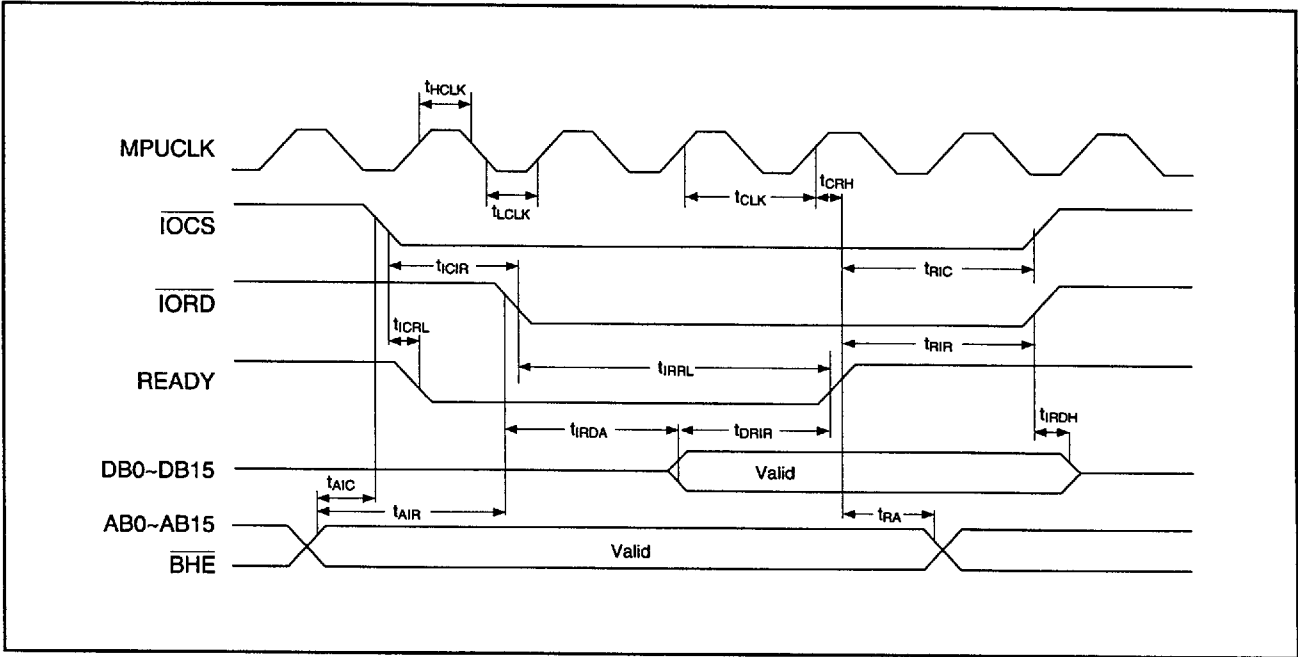 tHCLK
MPUCLK
tCRH
tLCLK
tCLK
IOCS
tICIR
tRIC
IORD
tICRL
tRIR
READY
tIRRL
tIRDH
tIRDA
tDRIR
DB0~DB15
Valid
tAIC
tAIR
AB0~AB15
tRA
Valid
BHE